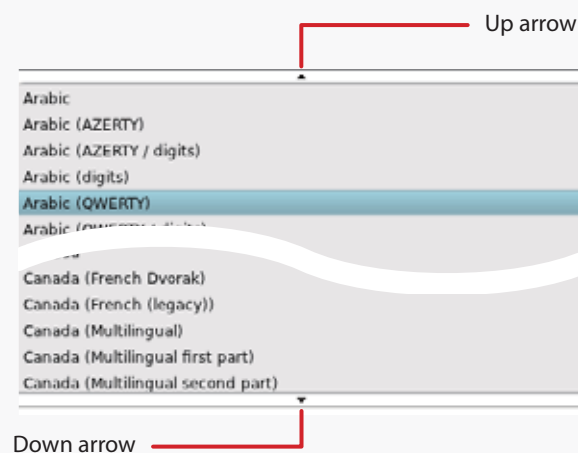 Up arrow
Arabic
Arabic (AZERTY)
Arabic (AZERTY / digits)
Arabic (digits)
Arabic (QWERTY)
Arabic
Canada (French Dvorak)
Canada (French (legacy))
Canada (Multilingual)
Canada (Multilingual first part)
Canada (Multilingual second part)
Down arrow